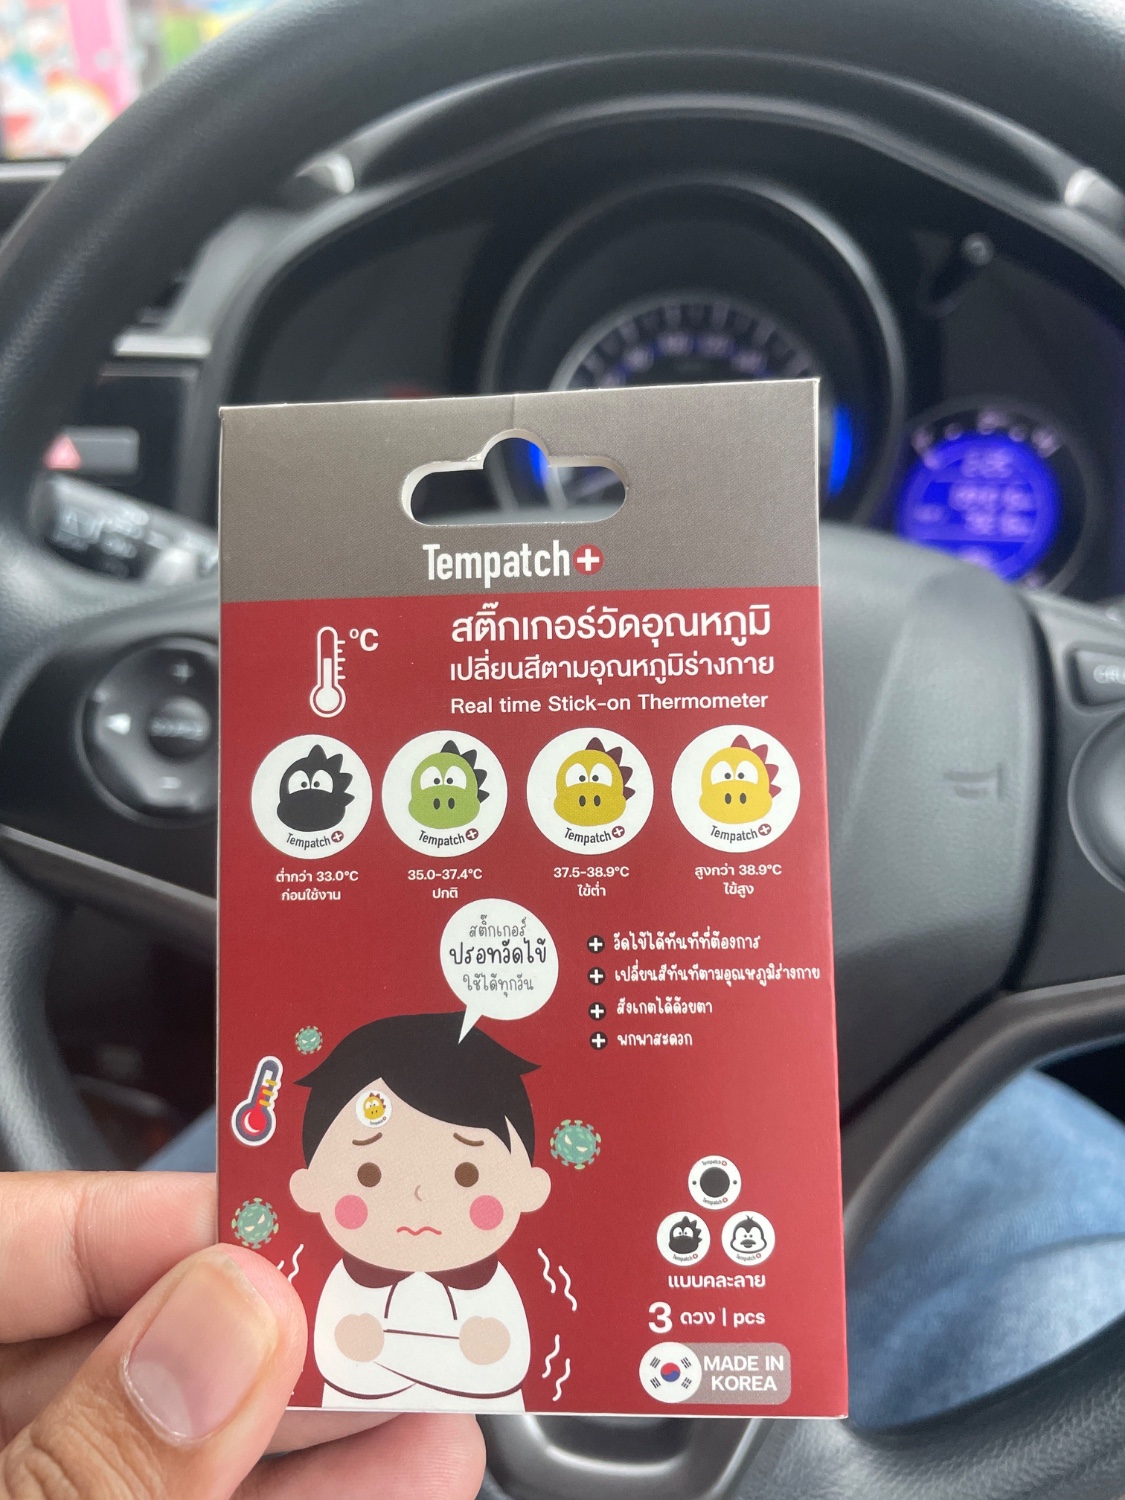 Tempatch+
°C
สติ๊กเกอร์วัดอุณหภูมิ
เปลี่ยนสีตามอุณหภูมิร่างกาย
Real time Stick-on Thermometer
Tempatch+
Tempatch+
Tempatch+
Tempatch+
ต่ำกว่า 33.0°C
ก่อนใช้งาน
35.0-37.4°C
ปกติ
37.5-38.9°C
ไข้ต่ำ
สูงกว่า 38.9°C
ไข้สูง
สติ๊กเกอร์
ปรอทวัดไข้
ใช้ได้ทุกวัน
วัดไข้ได้ทันทีที่ต้องการ
เปลี่ยนสีทันทีตามอุณหภูมิร่างกาย
สังเกตได้ด้วยตา
พกพาสะดวก
Tempatch+
Tempatch+
Tempatch+
Tempatch+
แบบคละลาย
3 ดวง | pcs
MADE IN
KOREA